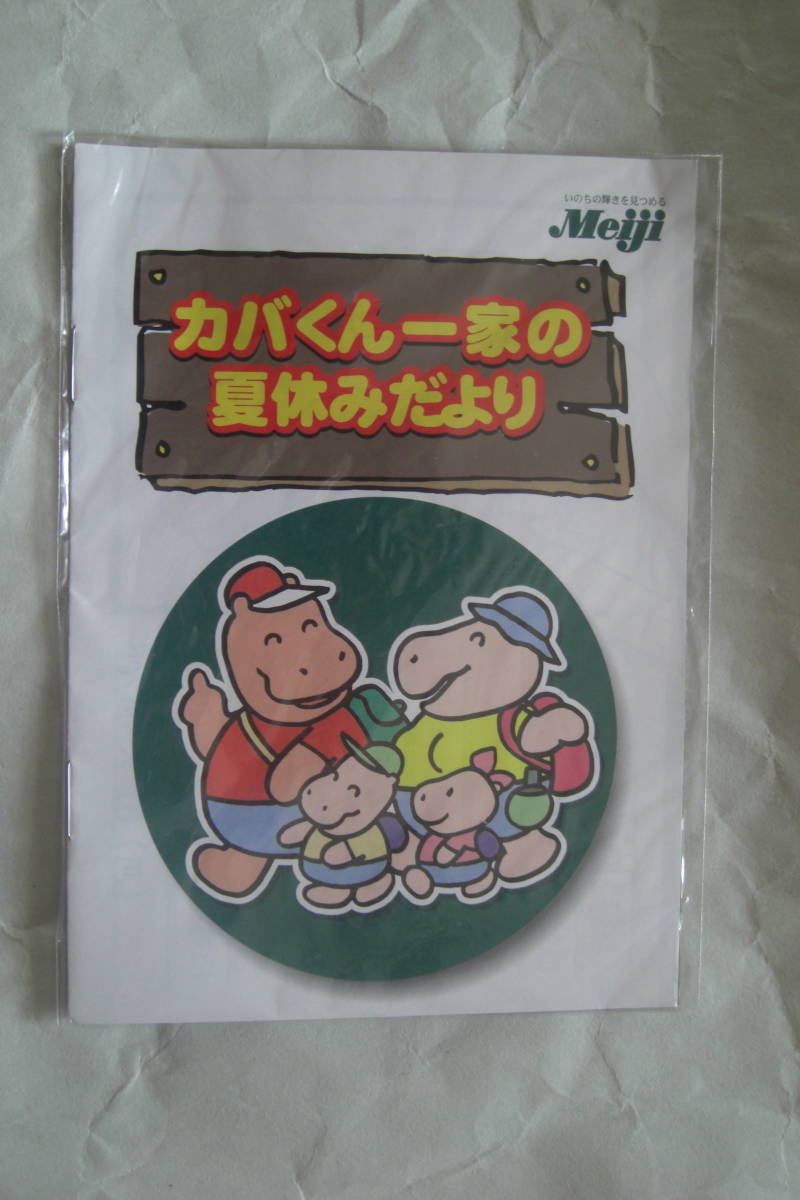 いのちの輝きを見つめる
Meiji
カバくん一家の
夏休みだより